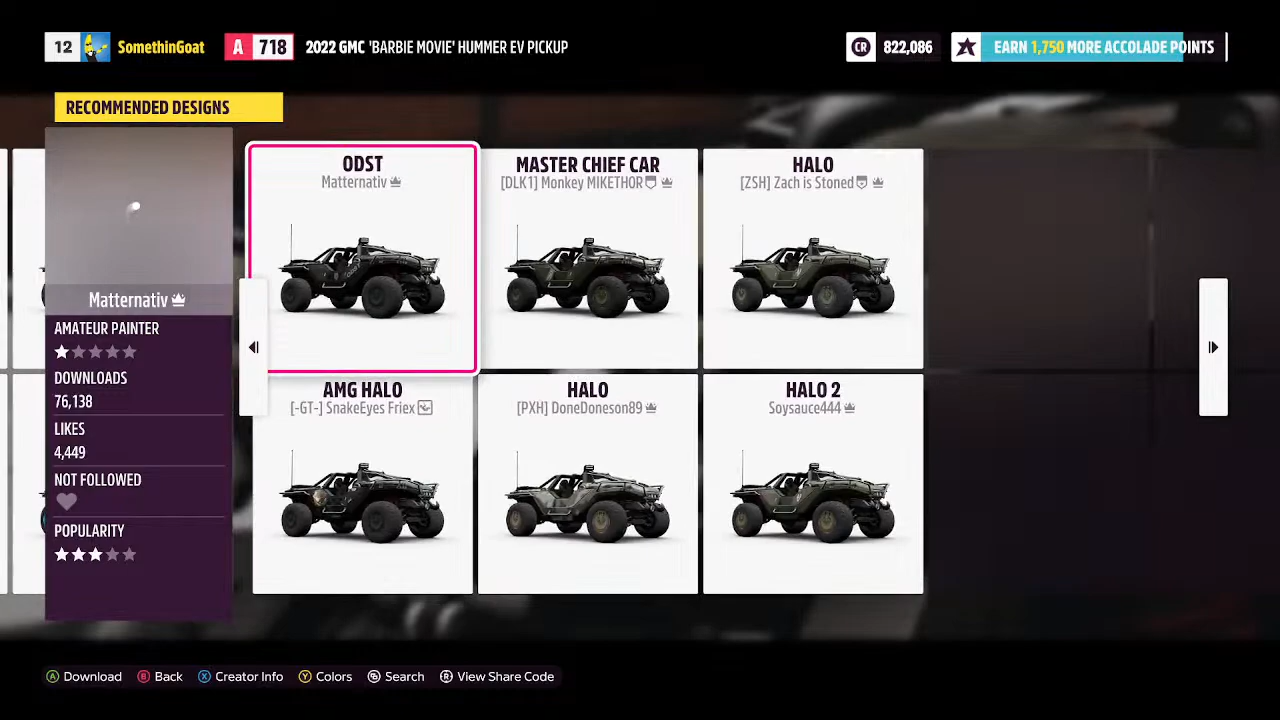 12 SomethinGoat A 718 2022 GMC 'BARBIE MOVIE' HUMMER EV PICKUP CR 822,086 EARN 1,750 MORE ACCOLADE POINTS
RECOMMENDED DESIGNS
Matternativ
AMATEUR PAINTER
DOWNLOADS
76,138
LIKES
4,449
NOT FOLLOWED
POPULARITY
ODST
Matternativ
MASTER CHIEF CAR
[DLK1] Monkey MIKETHOR
HALO
[ZSH] Zach is Stoned
AMG HALO
[-GT-] SnakeEyes Friex
HALO
[PXH] DoneDoneson89
HALO 2
Soysauce444
A Download B Back X Creator Info Y Colors Search R View Share Code